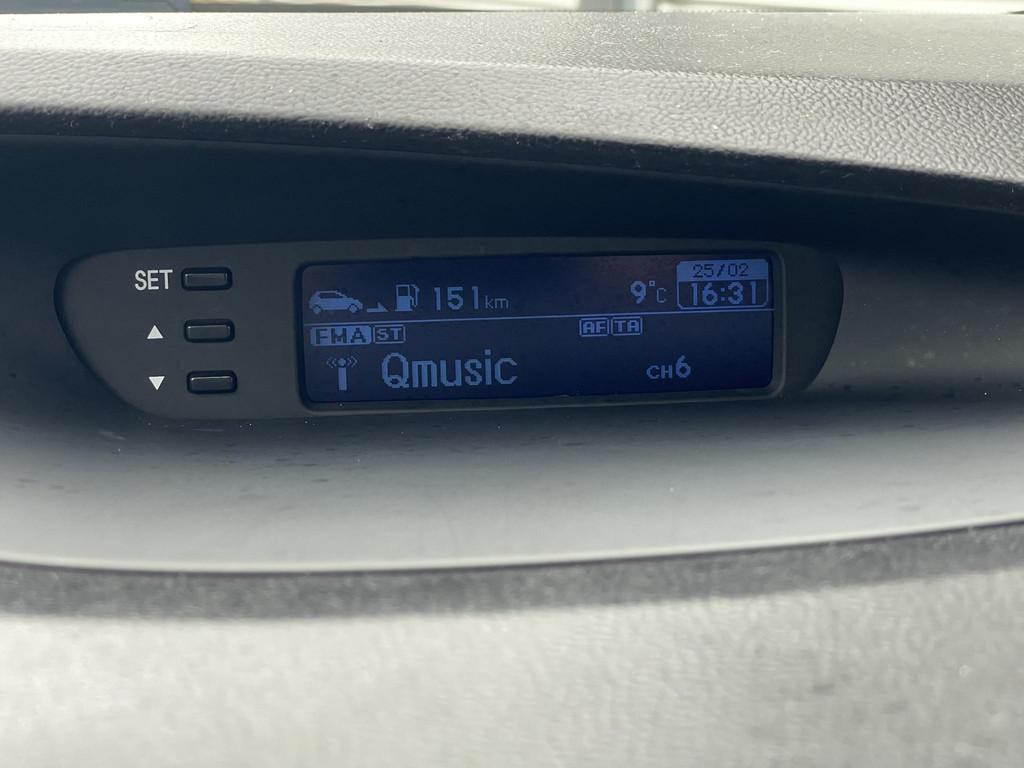 SET
151km 9°C 25/02
16:31
FMA ST AF TA
Qmusic CH6